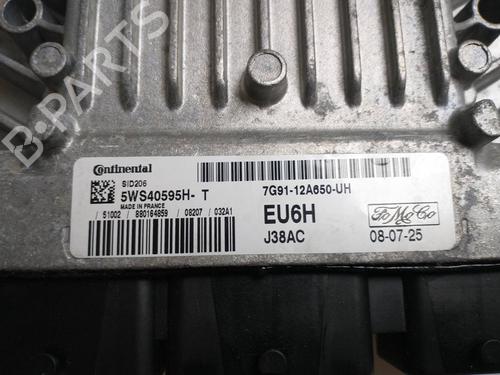 B-PARTS
Continental
SID206
5WS40595H- T
MADE IN FRANCE
/ 51002 / 880164859 / 08207 / 032A1
7G91-12A650-UH
EU6H
J38AC
FoMoCo
08-07-25